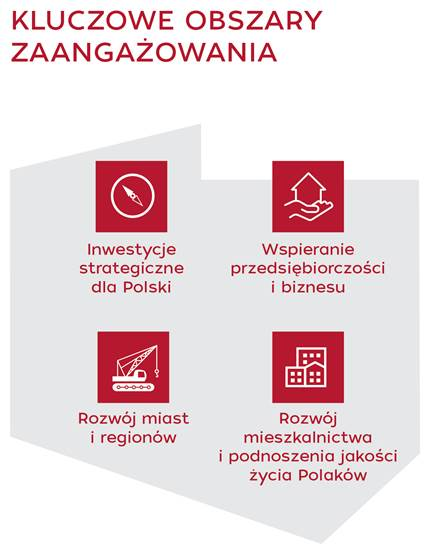 KLUCZOWE OBSZARY
ZAANGAŻOWANIA
Inwestycje
strategiczne
dla Polski
Wspieranie
przedsiębiorczości
i biznesu
Rozwój miast
i regionów
Rozwój
mieszkalnictwa
i podnoszenia jakości
życia Polaków